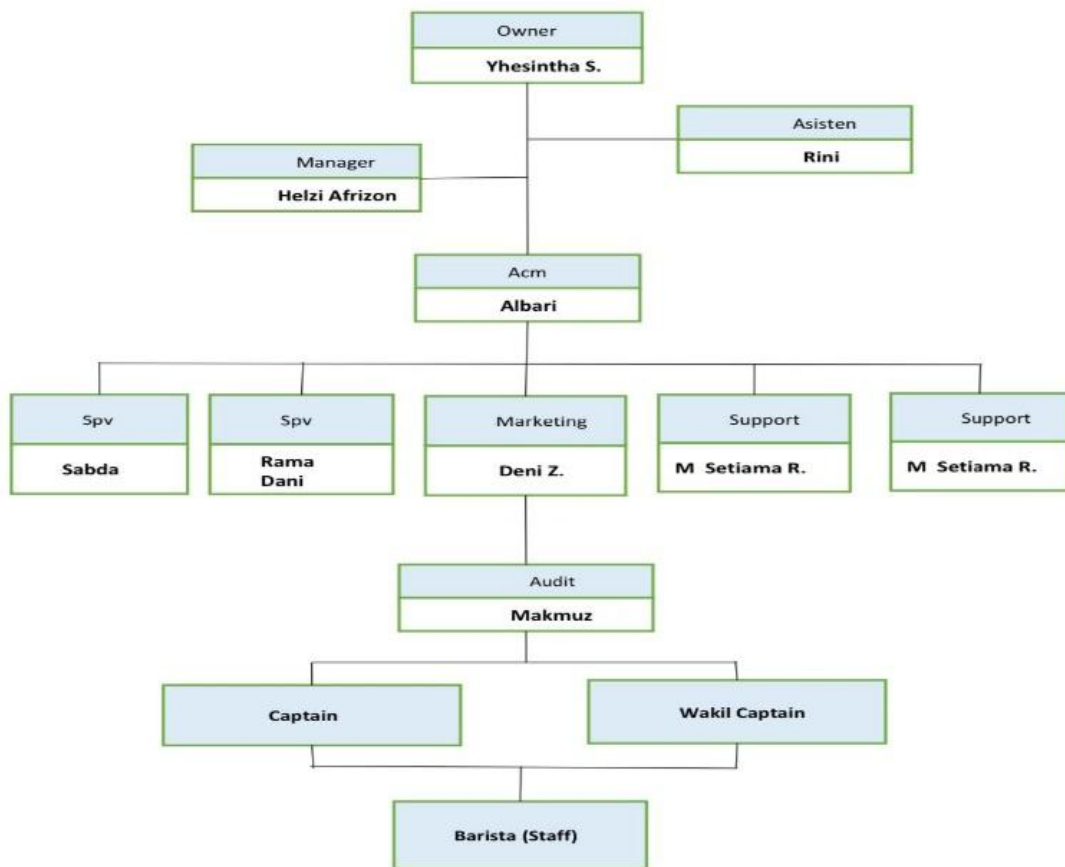 Owner
Yhesintha S.
Asisten
Rini
Manager
Helzi Afrizon
Acm
Albari
Spv
Sabda
Spv
Rama
Dani
Marketing
Deni Z.
Support
M Setiama R.
Support
M Setiama R.
Audit
Makmuz
Captain
Wakil Captain
Barista (Staff)